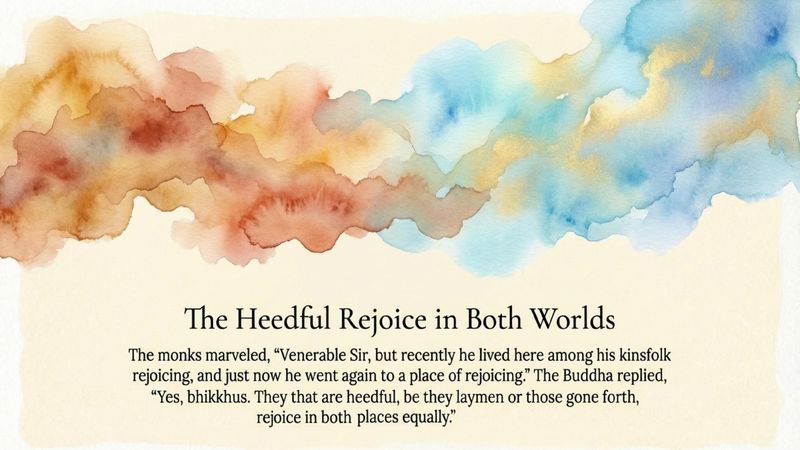 The Heedful Rejoice in Both Worlds
The monks marveled, “Venerable Sir, but recently he lived here among his kinsfolk
rejoicing, and just now he went again to a place of rejoicing.” The Buddha replied,
“Yes, bhikkhus. They that are heedful, be they laymen or those gone forth,
rejoice in both places equally.”